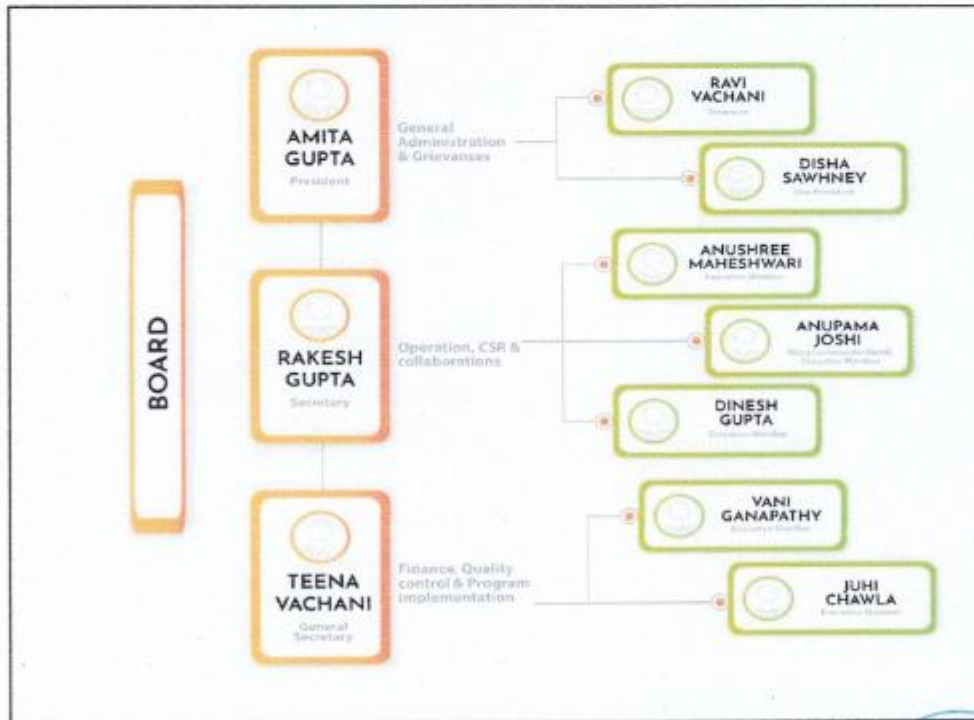 BOARD
AMITA
GUPTA
President
General
Administration
& Grievances
RAVI
VACHANI
DISHA
SAWHNEY
Vice President
RAKESH
GUPTA
Secretary
Operation, CSR &
collaborations
ANUSHREE
MAHESHWARI
Executive Member
ANUPAMA
JOSHI
Executive Member
DINESH
GUPTA
Executive Member
TEENA
VACHANI
General
Secretary
Finance, Quality
control & Program
implementation
VANI
GANAPATHY
Executive Member
JUHI
CHAWLA
Executive Member